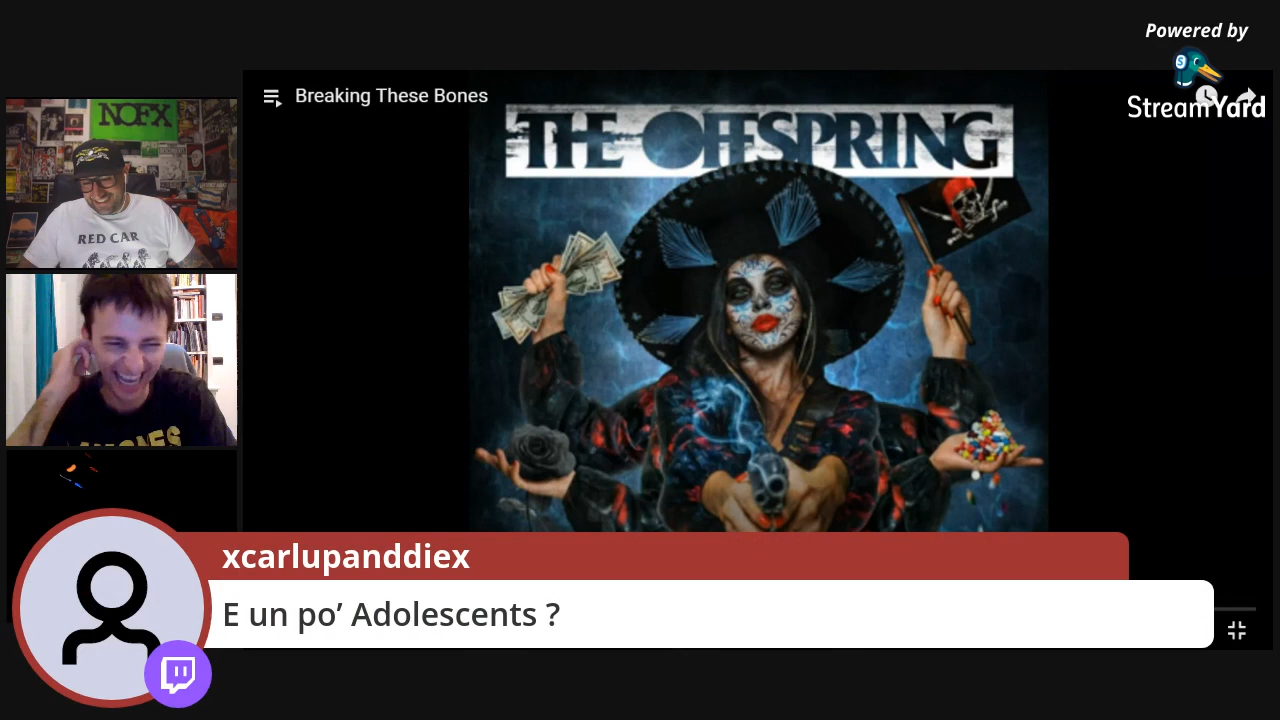 Powered by
StreamYard
Breaking These Bones
THE OFFSPRING
NOFX
RED CAR
xcarlupanddiex
E un po’ Adolescents ?